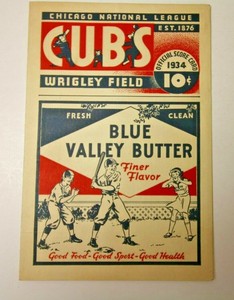 CHICAGO NATIONAL LEAGUE
CUBS
EST. 1876
WRIGLEY FIELD
OFFICIAL SCORE CARD
1934
10¢
FRESH
CLEAN
BLUE
VALLEY BUTTER
Finer
Flavor
Good Food - Good Sport - Good Health